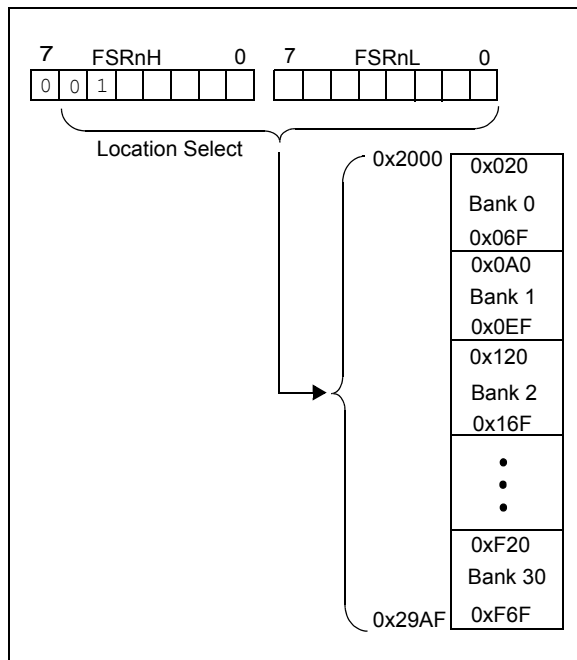 7 FSRnH 0 7 FSRnL 0
0 0 1
Location Select
0x2000
0x020
Bank 0
0x06F
0x0A0
Bank 1
0x0EF
0x120
Bank 2
0x16F
0xF20
Bank 30
0x29AF
0xF6F